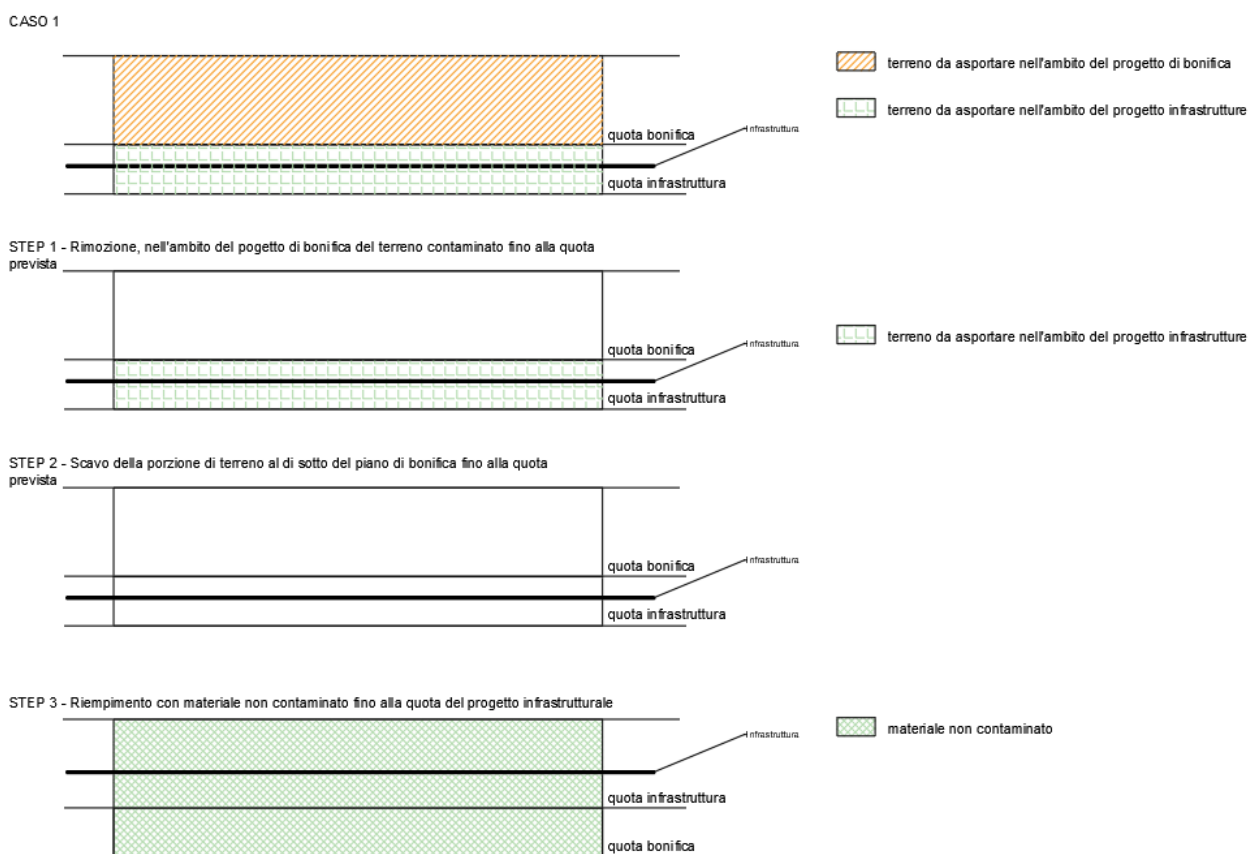 CASO 1
terreno da asportare nell'ambito del progetto di bonifica
terreno da asportare nell'ambito del progetto infrastrutture
quota bonifica
Infrastruttura
quota infrastruttura
STEP 1 - Rimozione, nell'ambito del pogetto di bonifica del terreno contaminato fino alla quota
prevista
Infrastruttura
terreno da asportare nell'ambito del progetto infrastrutture
quota bonifica
quota infrastruttura
STEP 2 - Scavo della porzione di terreno al di sotto del piano di bonifica fino alla quota
prevista
quota bonifica
Infrastruttura
quota infrastruttura
STEP 3 - Riempimento con materiale non contaminato fino alla quota del progetto infrastrutturale
materiale non contaminato
Infrastruttura
quota infrastruttura
quota bonifica